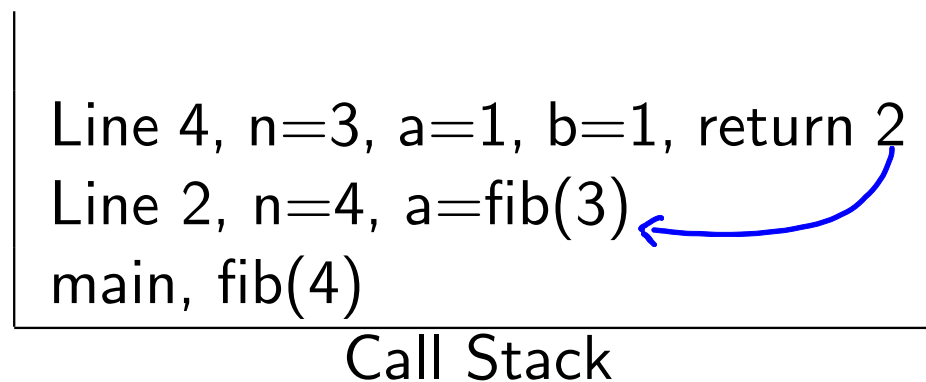 Line 4, n=3, a=1, b=1, return 2
Line 2, n=4, a=fib(3)
main, fib(4)
Call Stack